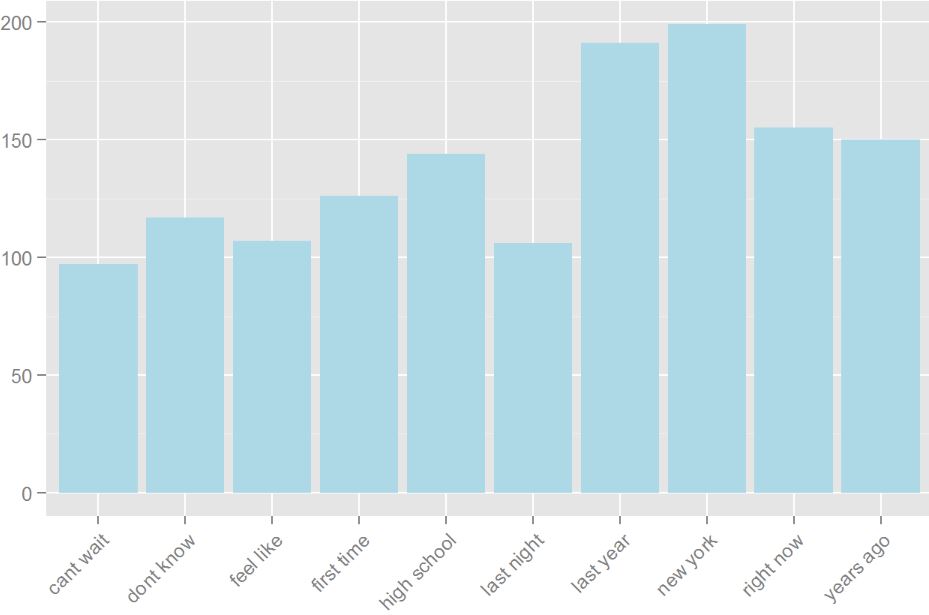 200
150
100
50
0
cant wait
dont know
feel like
first time
high school
last night
last year
new york
right now
years ago